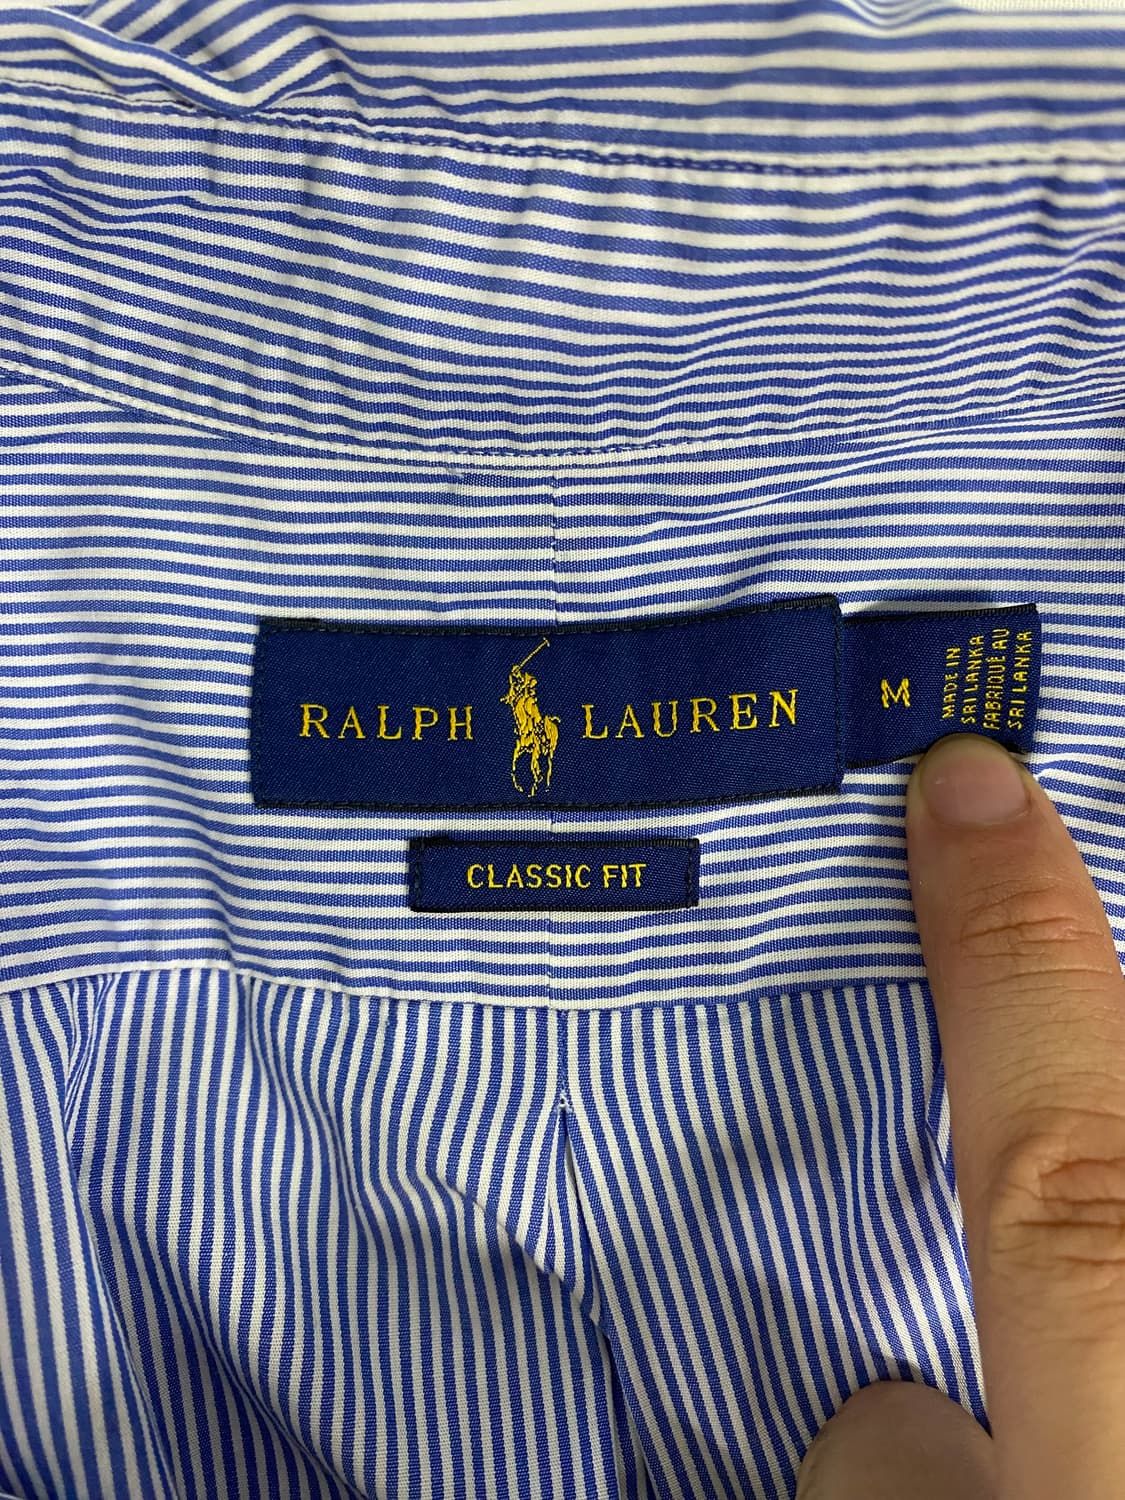 RALPH LAUREN
M
MADE IN
SRI LANKA
FABRIQUÉ AU
SRI LANKA
CLASSIC FIT